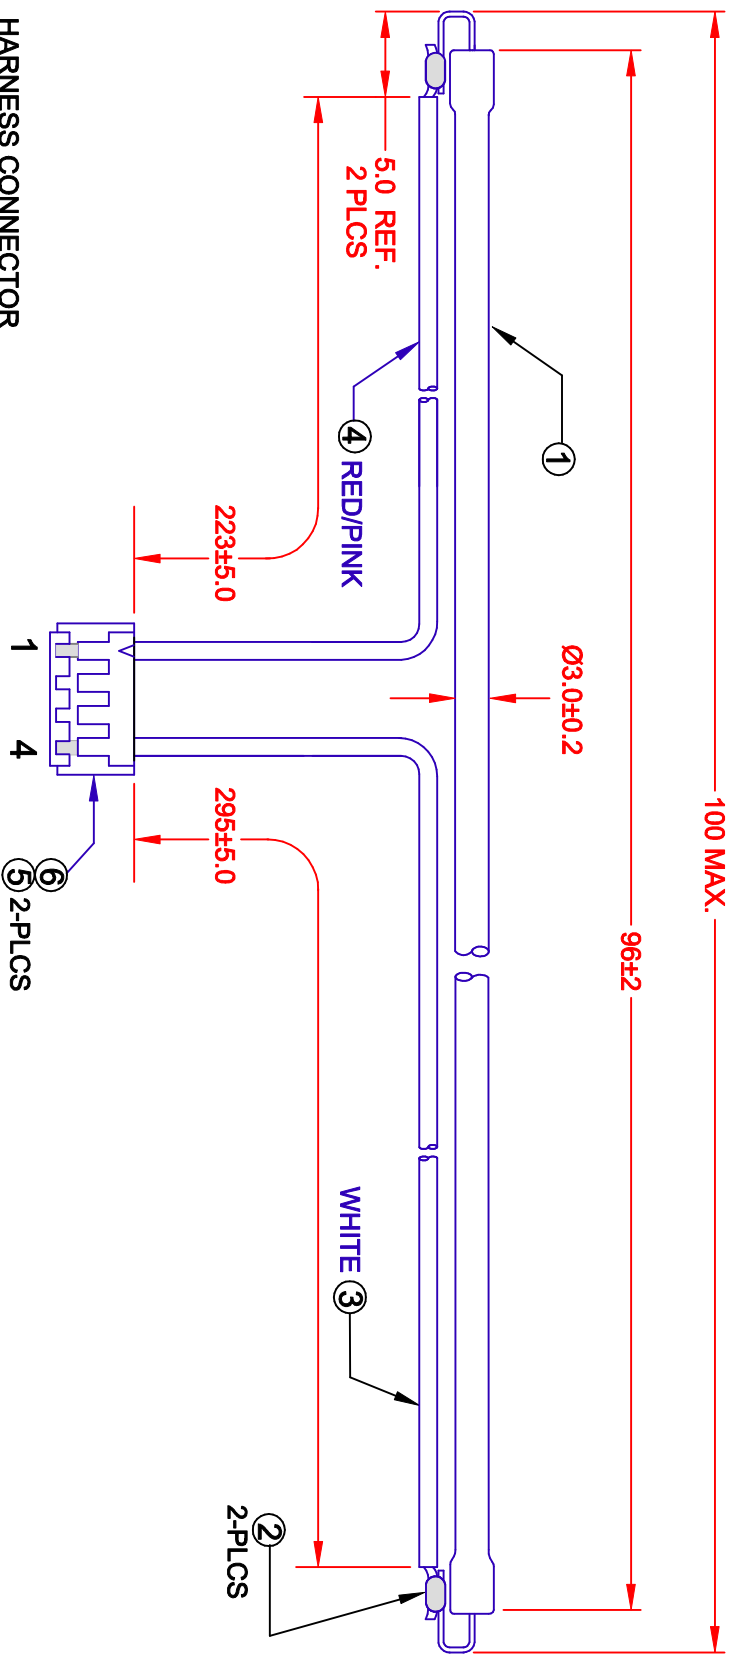 100 MAX.
96±2
Ø3.0±0.2
1
5.0 REF.
2 PLCS
4 RED/PINK
WHITE 3
2
2-PLCS
223±5.0
295±5.0
6
5 2-PLCS
1 4
HARNESS CONNECTOR